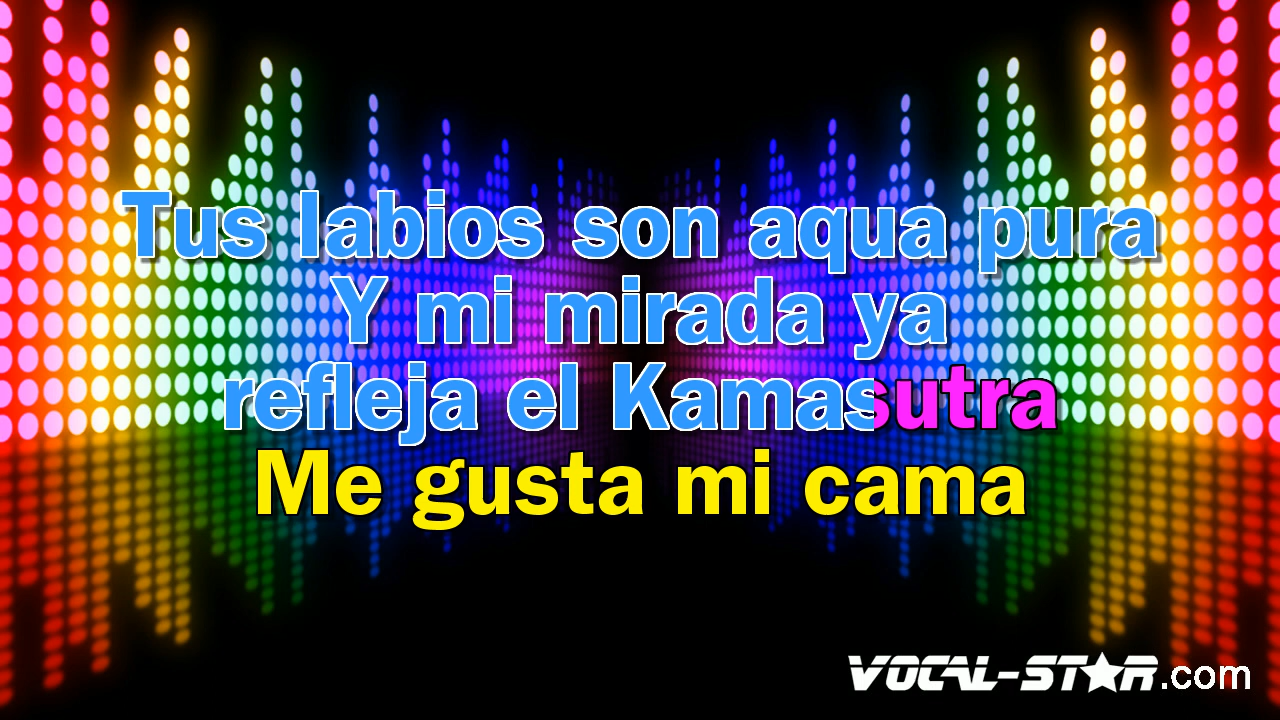 Tus labios son aqua pura
Y mi mirada ya
refleja el Kamasutra
Me gusta mi cama
VOCAL-STAR.com